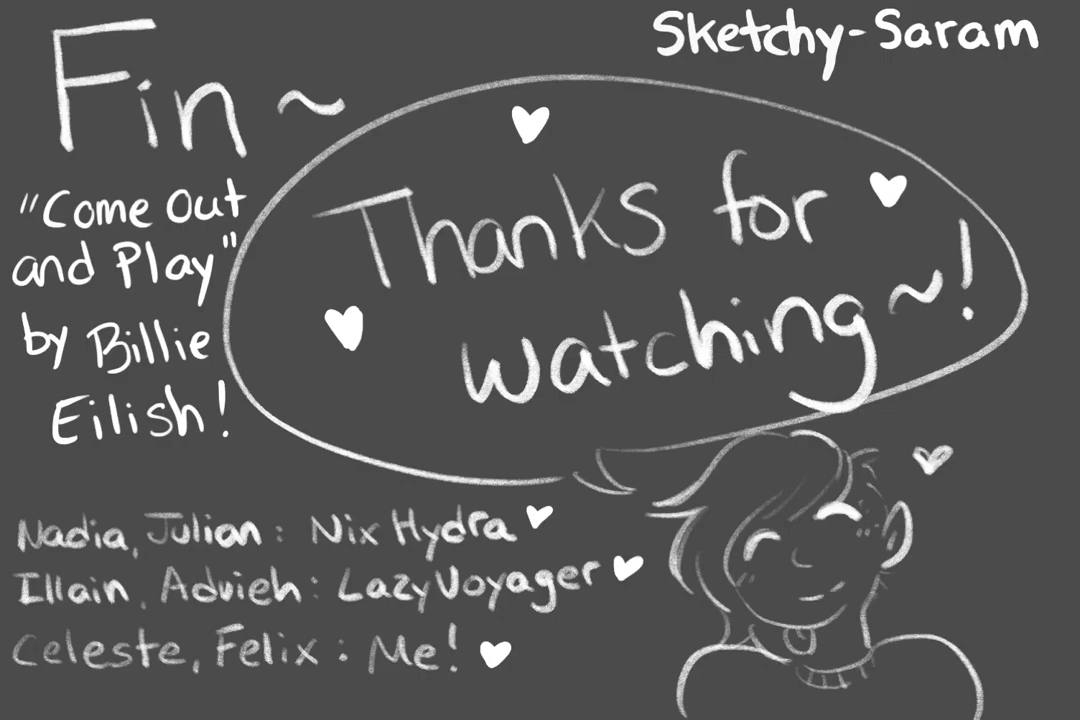 Fin ~
Sketchy-Saram
"Come Out
and Play"
by Billie
Eilish!
Thanks for
watching ~!
Nadia, Julian : Nix Hydra
Illain, Advieh : LazyVoyager
Celeste, Felix : Me!